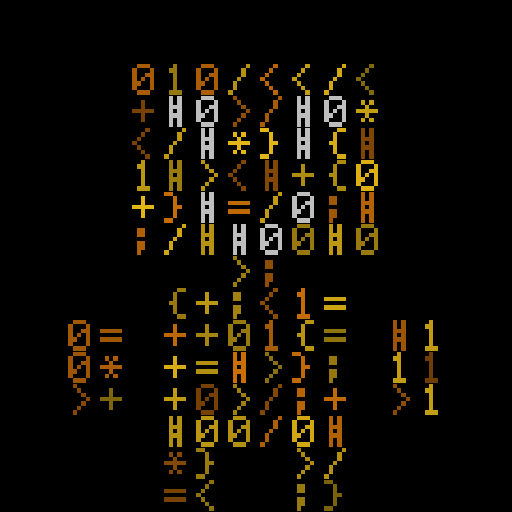 010/<</<
+H0>/H0*
</H*}H{H
1H><H+{0
+}H=/0;H
;/HH00H0
>;
{+;<1=
0= ++01{= H1
0* +=H>}; 11
>+ +0>/;+ >1
H00/0H
*} >/
=< ;}